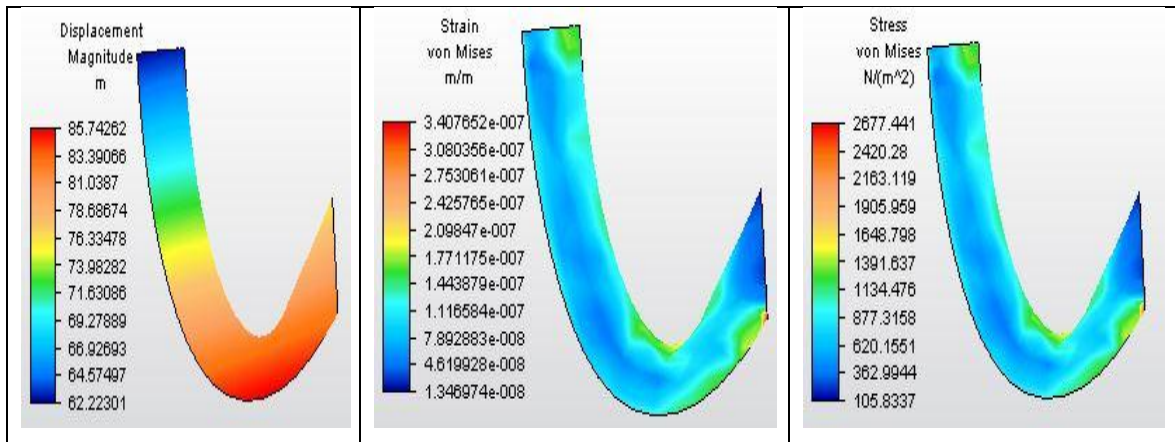 Displacement
Magnitude
m
85.74262
83.39066
81.0387
78.68674
76.33478
73.98282
71.63086
69.27889
66.92693
64.57497
62.22301
Strain
von Mises
m/m
3.407652e-007
3.080356e-007
2.753061e-007
2.425765e-007
2.09847e-007
1.771175e-007
1.443879e-007
1.116584e-007
7.892883e-008
4.619928e-008
1.346974e-008
Stress
von Mises
N/(m^2)
2677.441
2420.28
2163.119
1905.959
1648.798
1391.637
1134.476
877.3158
620.1551
362.9944
105.8337